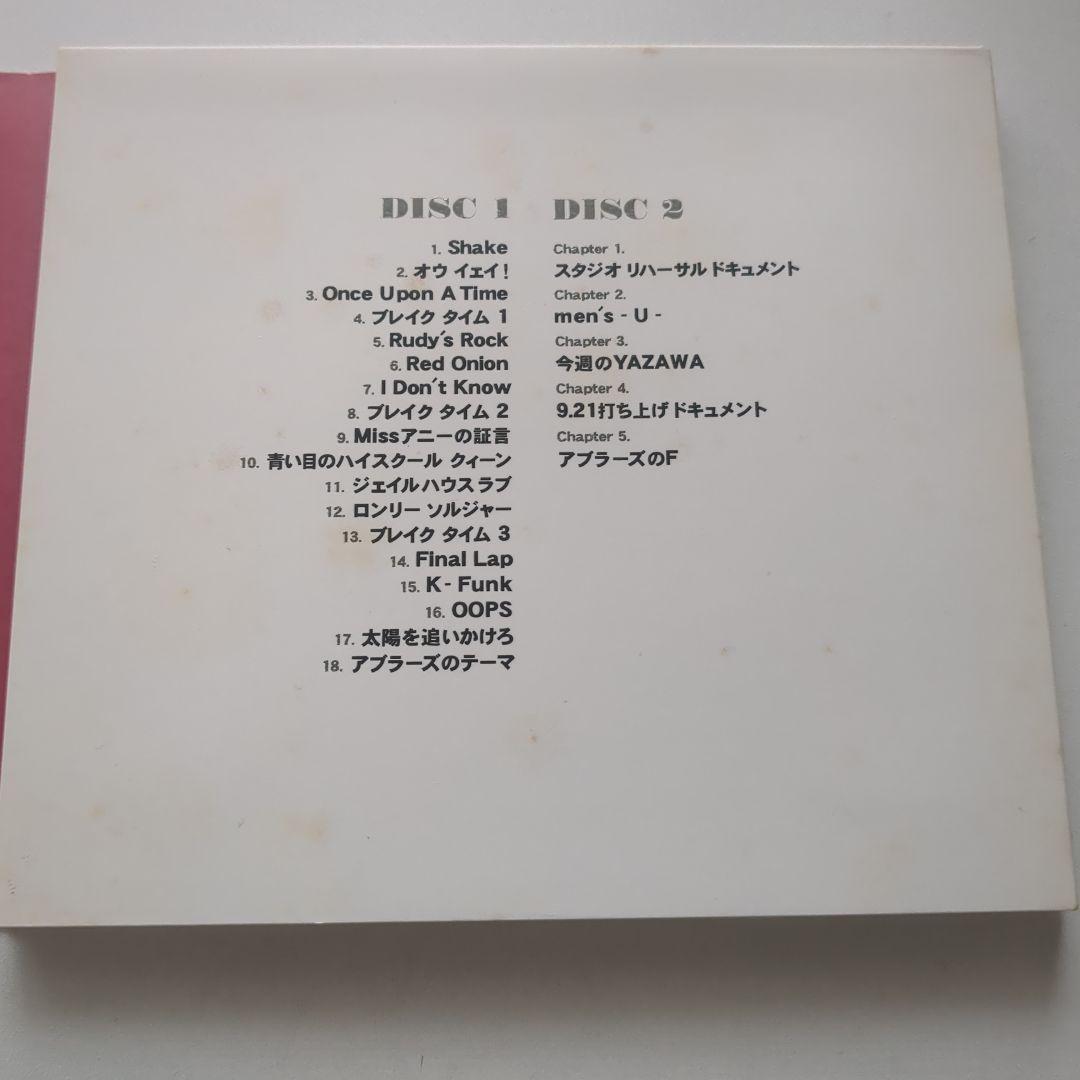 DISC 1
1. Shake
2. オウ イェイ!
3. Once Upon A Time
4. ブレイク タイム 1
5. Rudy's Rock
6. Red Onion
7. I Don't Know
8. ブレイク タイム 2
9. Missアニーの証言
10. 青い目のハイスクール クィーン
11. ジェイルハウスラブ
12. ロンリー ソルジャー
13. ブレイク タイム 3
14. Final Lap
15. K - Funk
16. OOPS
17. 太陽を追いかけろ
18. アブラーズのテーマ
DISC 2
Chapter 1.
スタジオ リハーサル ドキュメント
Chapter 2.
men's - U -
Chapter 3.
今週のYAZAWA
Chapter 4.
9.21打ち上げ ドキュメント
Chapter 5.
アブラーズのF